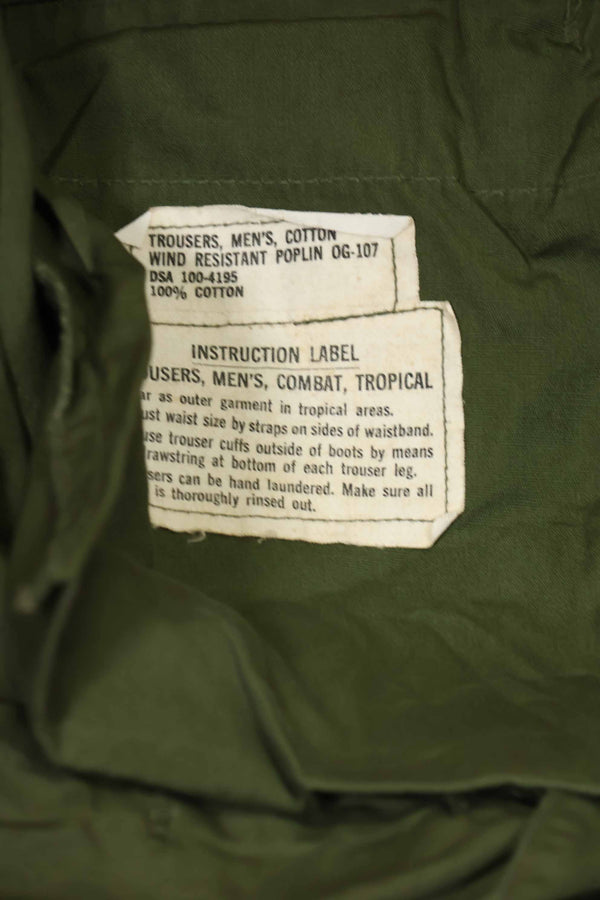 TROUSERS, MEN'S, COTTON
WIND RESISTANT POPLIN OG-107
DSA 100-4195
100% COTTON
INSTRUCTION LABEL
USERS, MEN'S, COMBAT, TROPICAL
ar as outer garment in tropical areas.
ust waist size by straps on sides of waistband.
use trouser cuffs outside of boots by means
rawstring at bottom of each trouser leg.
sers can be hand laundered. Make sure all
is thoroughly rinsed out.